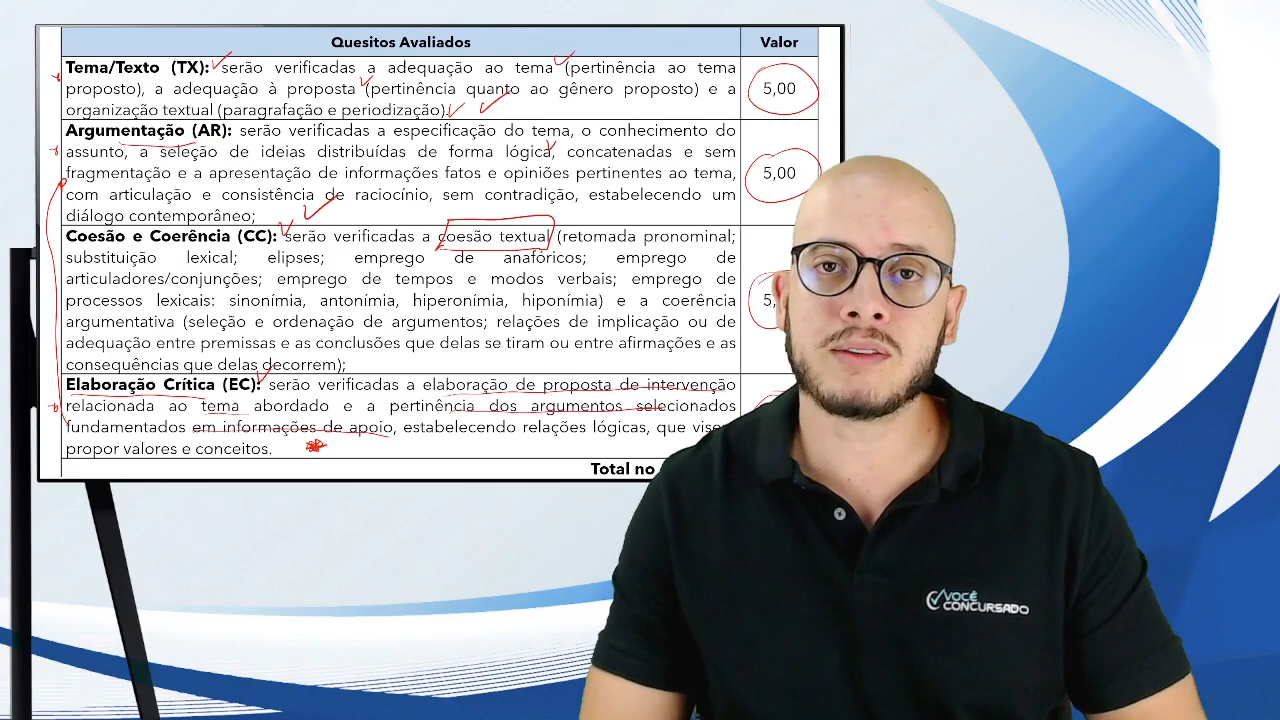 Quesitos Avaliados Valor
Tema/Texto (TX): serão verificadas a adequação ao tema (pertinência ao tema
proposto), a adequação à proposta (pertinência quanto ao gênero proposto) e a
organização textual (paragrafação e periodização).
5,00
Argumentação (AR): serão verificadas a especificação do tema, o conhecimento do
assunto, a seleção de ideias distribuídas de forma lógica, concatenadas e sem
fragmentação e a apresentação de informações fatos e opiniões pertinentes ao tema,
com articulação e consistência de raciocínio, sem contradição, estabelecendo um
diálogo contemporâneo;
5,00
Coesão e Coerência (CC): serão verificadas a coesão textual (retomada pronominal;
substituição lexical; elipses; emprego de anafóricos; emprego de
articuladores/conjuições; emprego de tempos e modos verbais; emprego de
processos lexicais: sinonímia, antonímia, hiperonímia, hiponímia) e a coerência
argumentativa (seleção e ordenação de argumentos; relações de implicação ou de
adequação entre premissas e as conclusões que delas se tiram ou entre afirmações e as
consequências que delas decorrem);
5,
Elaboração Crítica (EC): serão verificadas a elaboração de proposta de intervenção
relacionada ao tema abordado e a pertinência dos argumentos selecionados
fundamentados em informações de apoio, estabelecendo relações lógicas, que vise
propor valores e conceitos.
Total no
VOCÊ
CONCURSADO